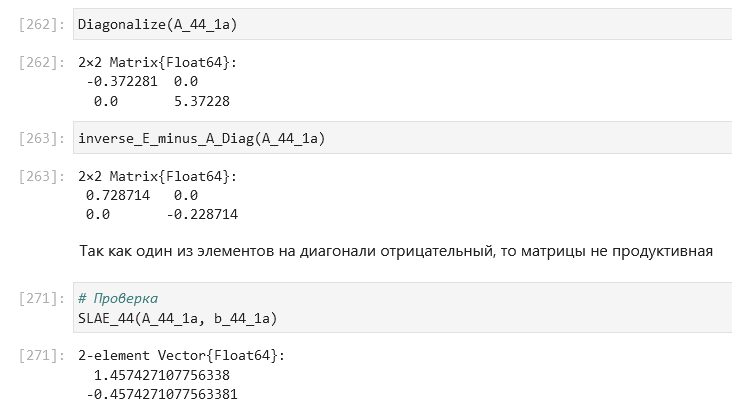 [262]: Diagonalize(A_44_1a)
[262]: 2×2 Matrix{Float64}:
-0.372281 0.0
0.0 5.37228
[263]: inverse_E_minus_A_Diag(A_44_1a)
[263]: 2×2 Matrix{Float64}:
0.728714 0.0
0.0 -0.228714
Так как один из элементов на диагонали отрицательный, то матрицы не продуктивная
[271]: # Проверка
SLAE_44(A_44_1a, b_44_1a)
[271]: 2-element Vector{Float64}:
1.457427107756338
-0.4574271077563381